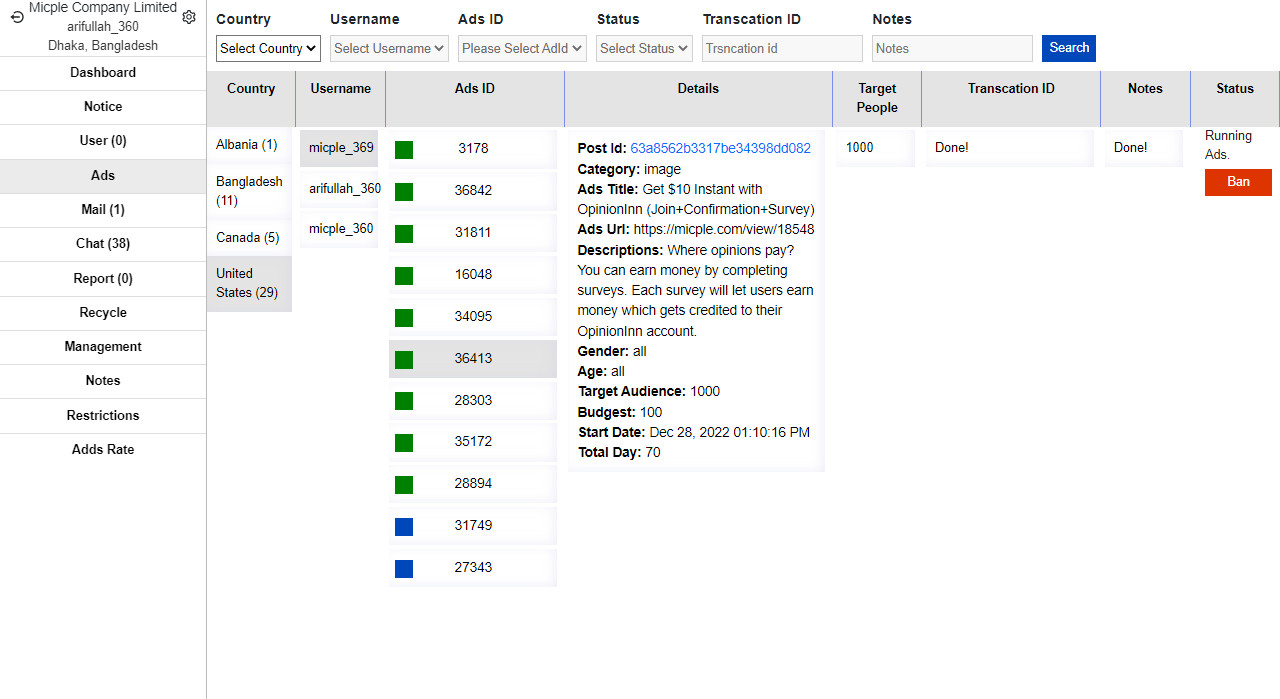 Micple Company Limited
arifullah_360
Dhaka, Bangladesh
Dashboard
Notice
User (0)
Ads
Mail (1)
Chat (38)
Report (0)
Recycle
Management
Notes
Restrictions
Adds Rate
Country Username Ads ID Status Transcation ID Notes
Select Country Select Username Please Select AdId Select Status Trsncation id Notes Search
Country Username Ads ID Details Target People Transcation ID Notes Status
Albania (1)
Bangladesh
(11)
Canada (5)
United
States (29)
micple_369
arifullah_360
micple_360
3178
36842
31811
16048
34095
36413
28303
35172
28894
31749
27343
Post Id: 63a8562b3317be34398dd082
Category: image
Ads Title: Get $10 Instant with
OpinionInn (Join+Confirmation+Survey)
Ads Url: https://micple.com/view/18548
Descriptions: Where opinions pay?
You can earn money by completing
surveys. Each survey will let users earn
money which gets credited to their
OpinionInn account.
Gender: all
Age: all
Target Audience: 1000
Budgest: 100
Start Date: Dec 28, 2022 01:10:16 PM
Total Day: 70
1000
Done!
Done!
Running
Ads.
Ban